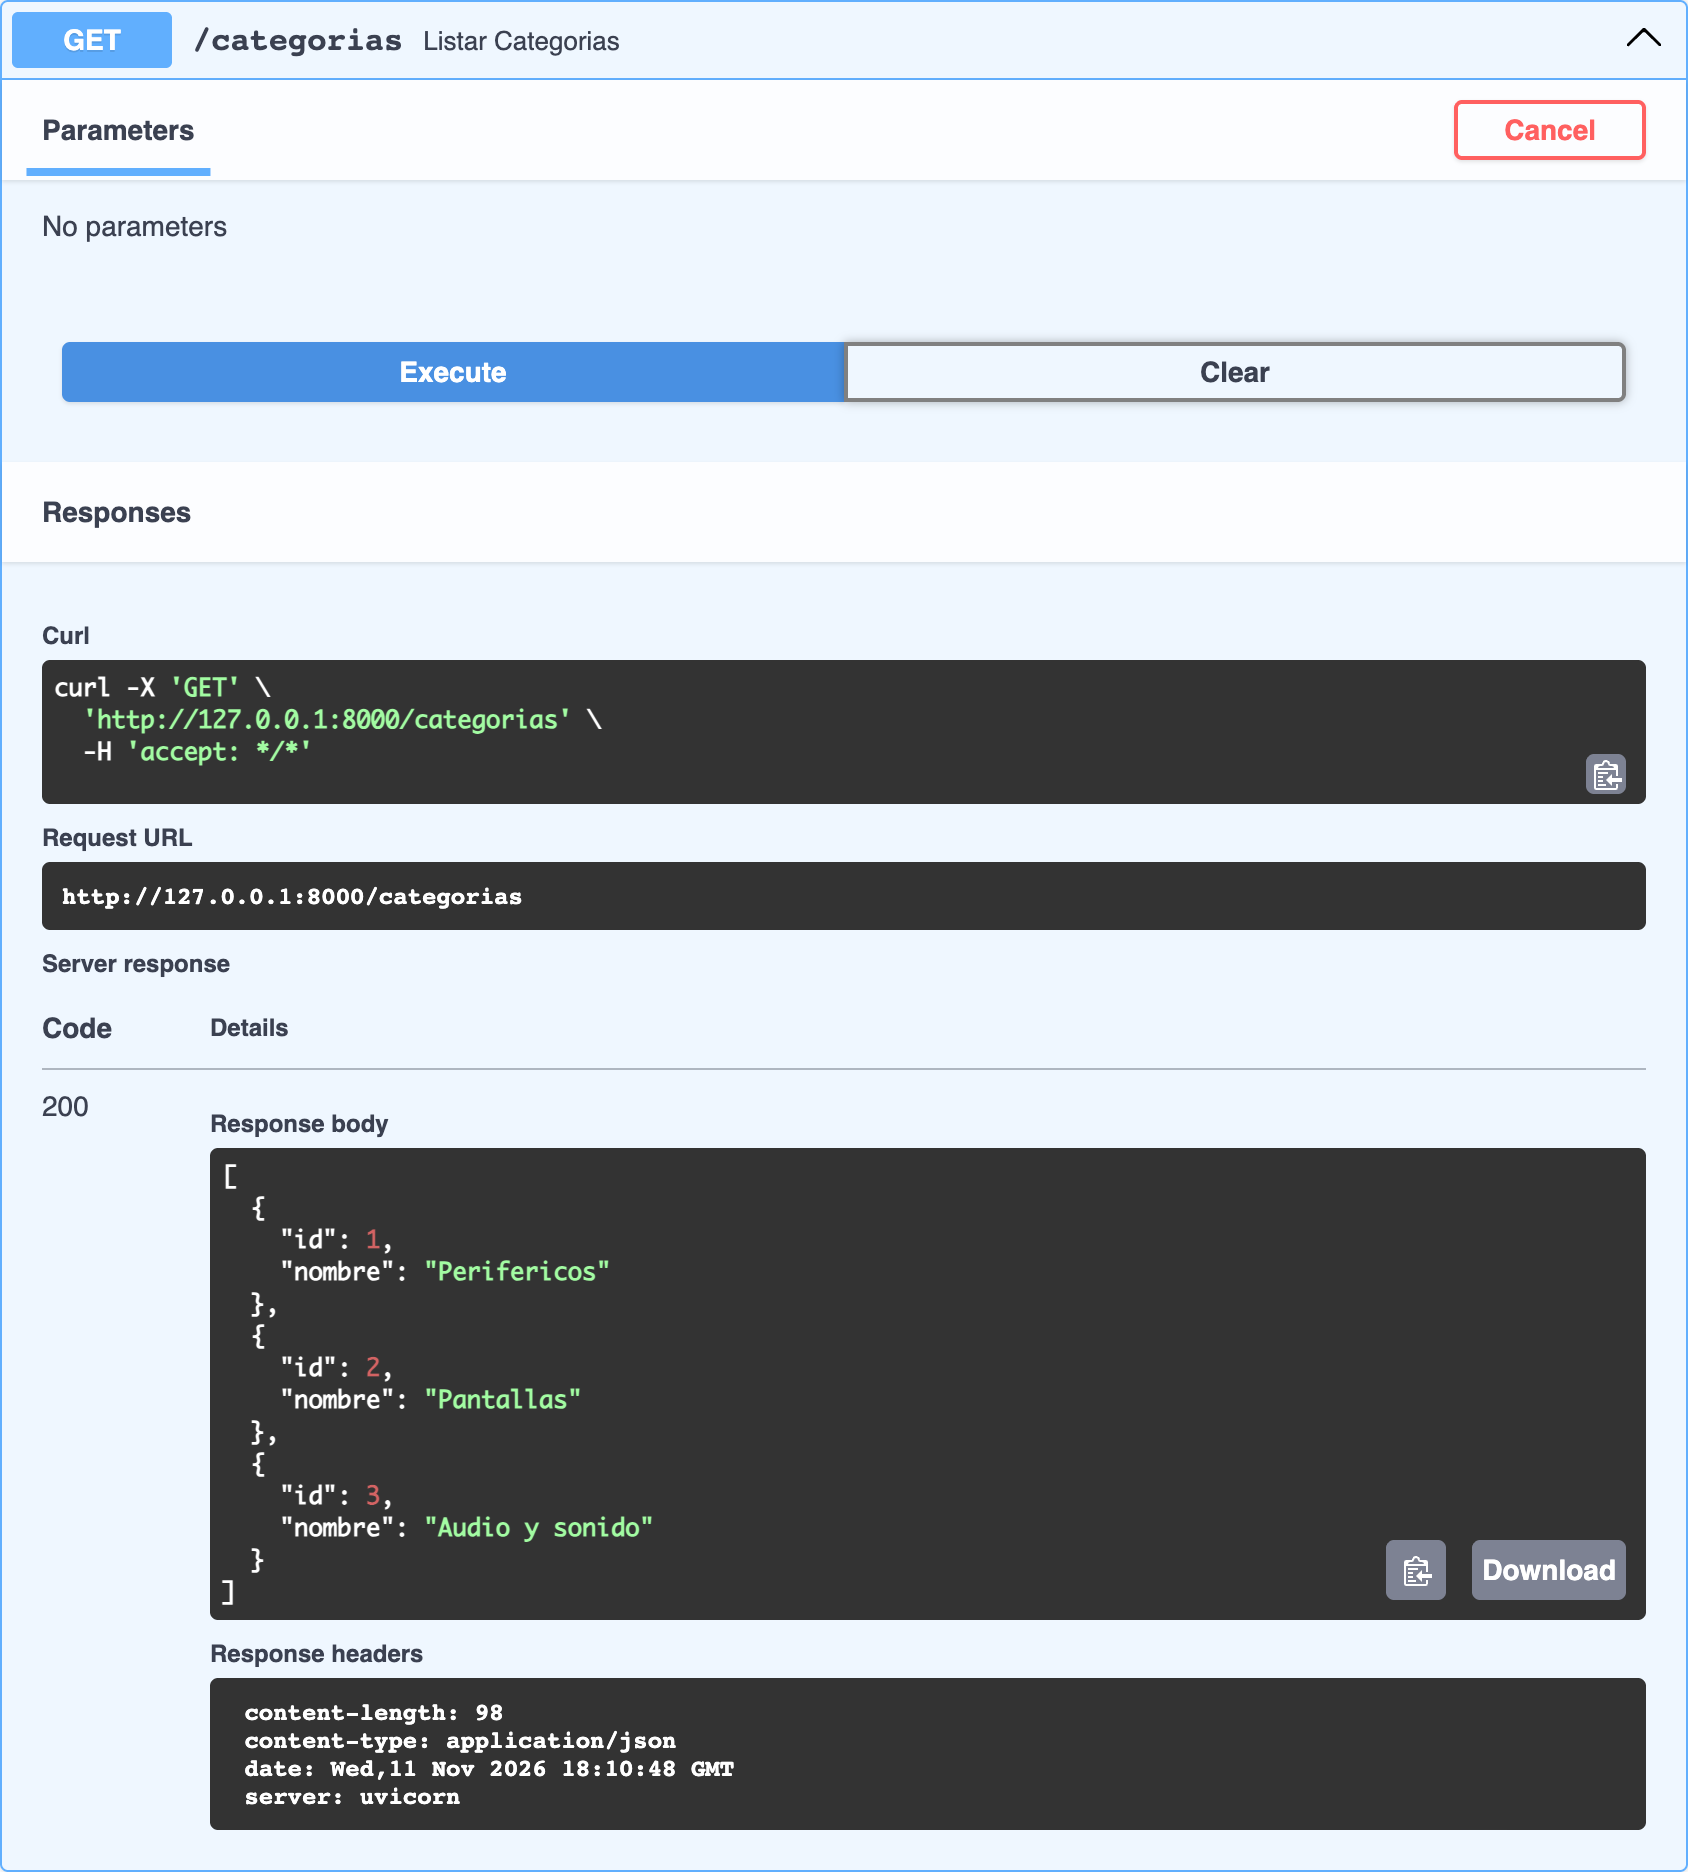 GET /categorias Listar Categorias
Parameters Cancel
No parameters
Execute Clear
Responses
Curl
curl -X 'GET' \
  'http://127.0.0.1:8000/categorias' \
  -H 'accept: */*'
Request URL
http://127.0.0.1:8000/categorias
Server response
Code Details
200
Response body
[
  {
    "id": 1,
    "nombre": "Perifericos"
  },
  {
    "id": 2,
    "nombre": "Pantallas"
  },
  {
    "id": 3,
    "nombre": "Audio y sonido"
  }
]
Download
Response headers
content-length: 98
content-type: application/json
date: Wed,11 Nov 2026 18:10:48 GMT
server: uvicorn